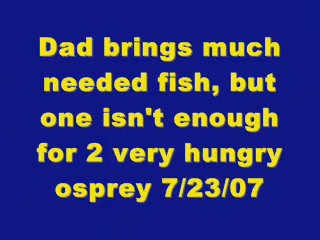 Dad brings much
needed fish, but
one isn't enough
for 2 very hungry
osprey 7/23/07